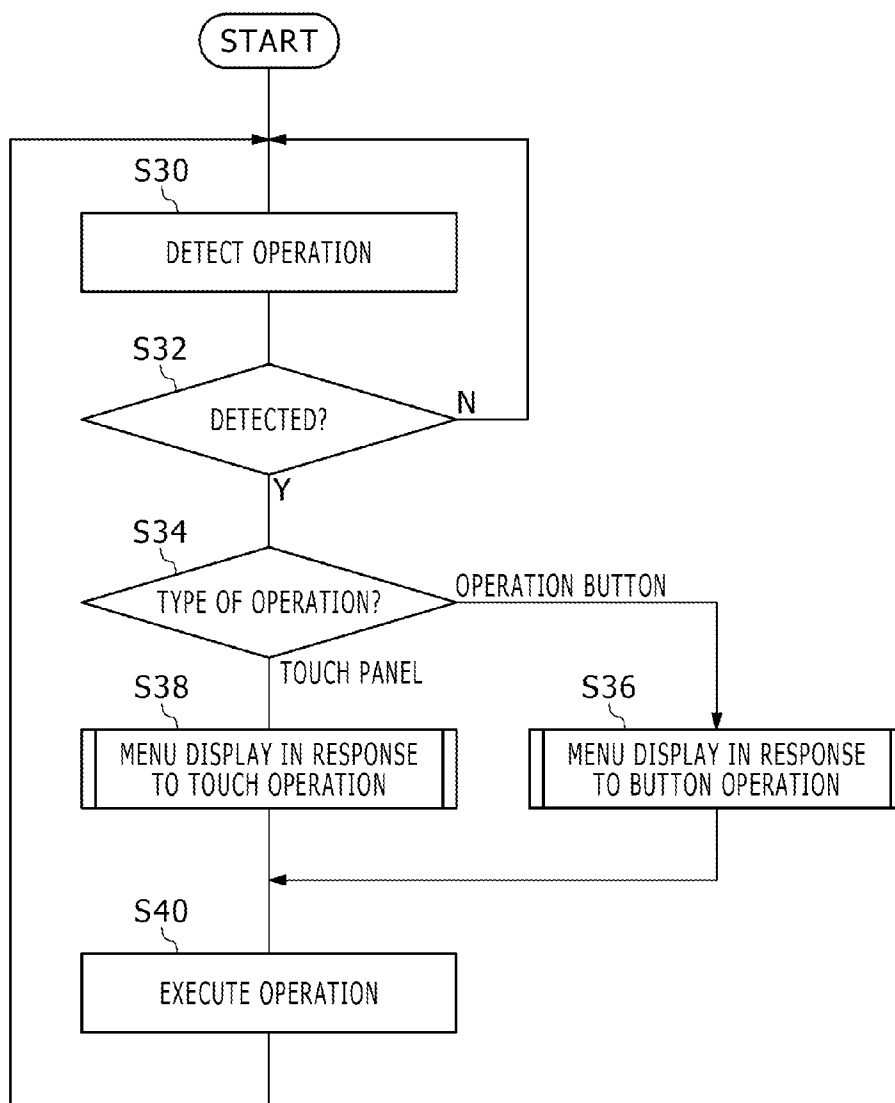 START
S30
DETECT OPERATION
S32
DETECTED?
N
Y
S34
TYPE OF OPERATION?
OPERATION BUTTON
TOUCH PANEL
S38
MENU DISPLAY IN RESPONSE
TO TOUCH OPERATION
S36
MENU DISPLAY IN RESPONSE
TO BUTTON OPERATION
S40
EXECUTE OPERATION